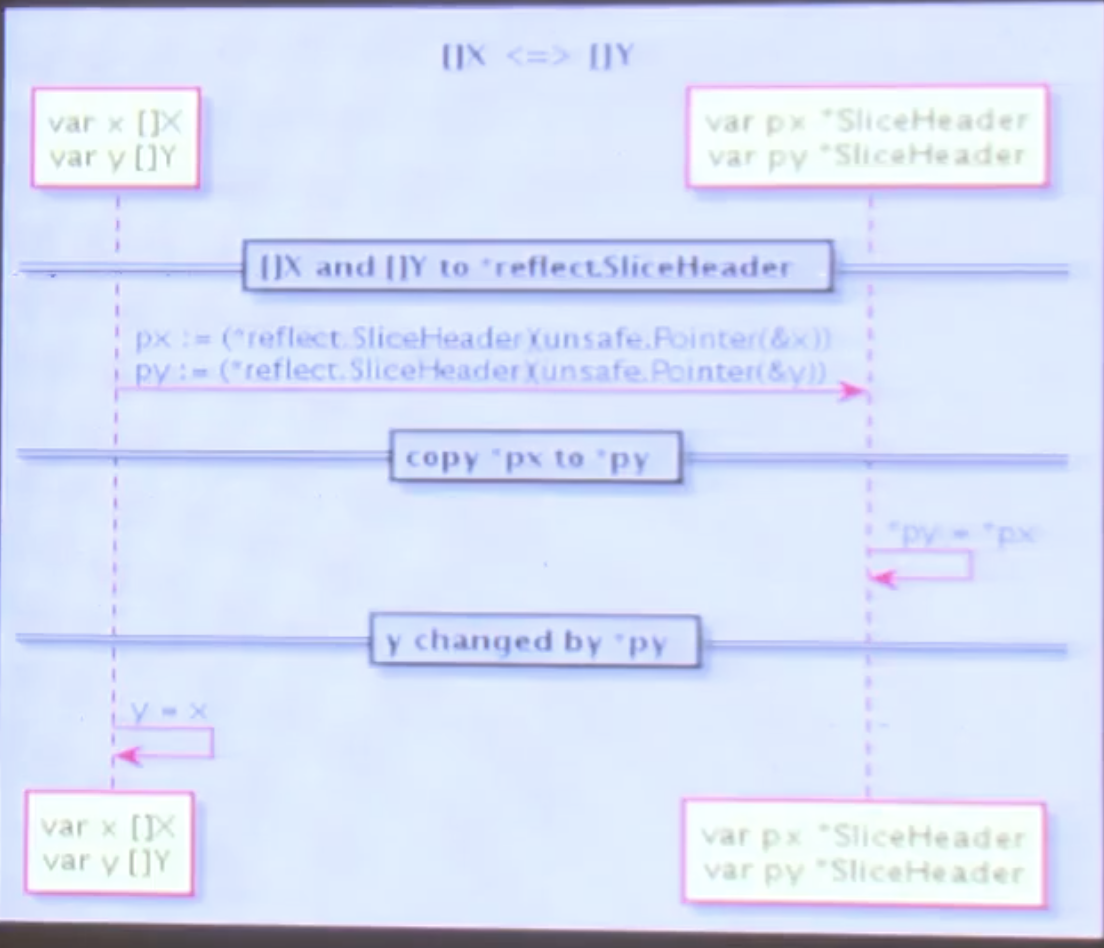 []X <=> []Y
var x []X
var y []Y
var px *SliceHeader
var py *SliceHeader
[]X and []Y to *reflect.SliceHeader
px := (*reflect.SliceHeader)(unsafe.Pointer(&x))
py := (*reflect.SliceHeader)(unsafe.Pointer(&y))
copy *px to *py
*py = *px
y changed by *py
y = x
var x []X
var y []Y
var px *SliceHeader
var py *SliceHeader